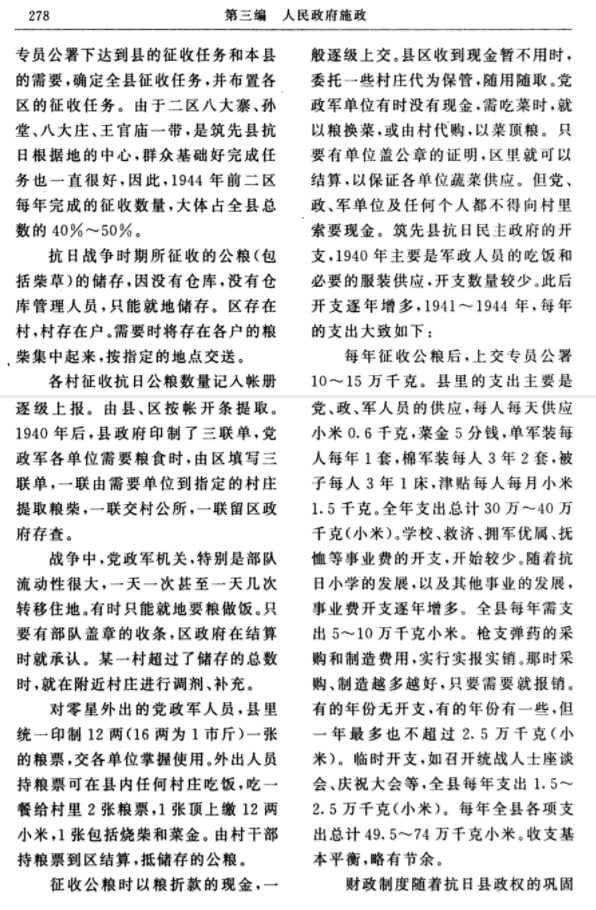 278
第三编 人民政府施政
专员公署下达到县的征收任务和本县
的需要,确定全县征收任务,并布置各
区的征收任务。由于二区八大寨、孙
堂、八大庄、王官庙一带,是筑先县抗
日根据地的中心,群众基础好完成任
务也一直很好,因此,1944年前二区
每年完成的征收数量,大体占全县总
数的40%~50%。
抗日战争时期所征收的公粮(包
括柴草)的储存,因没有仓库,没有仓
库管理人员,只能就地储存。区存在
村,村存在户。需要时将存在各户的粮
柴集中起来,按指定的地点交送。
各村征收抗日公粮数量记入帐册
逐级上报。由县、区按帐开条提取。
1940年后,县政府印制了三联单,党
政军各单位需要粮食时,由区填写三
联单,一联由需要单位到指定的村庄
提取粮柴,一联交村公所,一联留区政
府存查。
战争中,党政军机关,特别是部队
流动性很大,一天一次甚至一天几次
转移住地。有时只能就地要粮做饭。只
要有部队盖章的收条,区政府在结算
时就承认。某一村超过了储存的总数
时,就在附近村庄进行调剂、补充。
对零星外出的党政军人员,县里
统一印制12两(16两为1市斤)一张
的粮票,交各单位掌握使用。外出人员
持粮票可在县内任何村庄吃饭,吃一
餐给村里2张粮票,1张顶上缴12两
小米,1张包括烧柴和菜金。由村干部
持粮票到区结算,抵储存的公粮。
征收公粮时以粮折款的现金,一
般逐级上交。县区收到现金暂不用时,
委托一些村庄代为保管,随用随取。党
政军单位有时没有现金,需吃菜时,就
以粮换菜,或由村代购,以菜顶粮。只
要有单位盖公章的证明,区里就可以
结算,以保证各单位蔬菜供应。但党、
政、军单位及任何个人都不得向村里
索要现金。筑先县抗日民主政府的开
支,1940年主要是军政人员的吃饭和
必要的服装供应,开支数量较少。此后
开支逐年增多,1941~1944年,每年
的支出大致如下:
每年征收公粮后,上交专员公署
10~15万千克。县里的支出主要是
党、政、军人员的供应,每人每天供应
小米0.6千克,菜金5分钱,单军装每
人每年1套,棉军装每人3年2套,被
子每人3年1床,津贴每人每月小米
1.5千克。全年支出总计30万~40万
千克(小米)。学校、救济、拥军优属、抚
恤等事业费的开支,开始较少。随着抗
日小学的发展,以及其他事业的发展,
事业费开支逐年增多。全县每年需支
出5~10万千克小米。枪支弹药的采
购和制造费用,实行实报实销。那时采
购、制造越多越好,只要需要就报销。
有的年份无开支,有的年份有一些,但
一年最多也不超过2.5万千克(小
米)。临时开支,如召开统战人士座谈
会、庆祝大会等,全县每年支出1.5~
2.5万千克(小米)。每年全县各项支
出总计49.5~74万千克小米。收支基
本平衡,略有节余。
财政制度随着抗日县政权的巩固